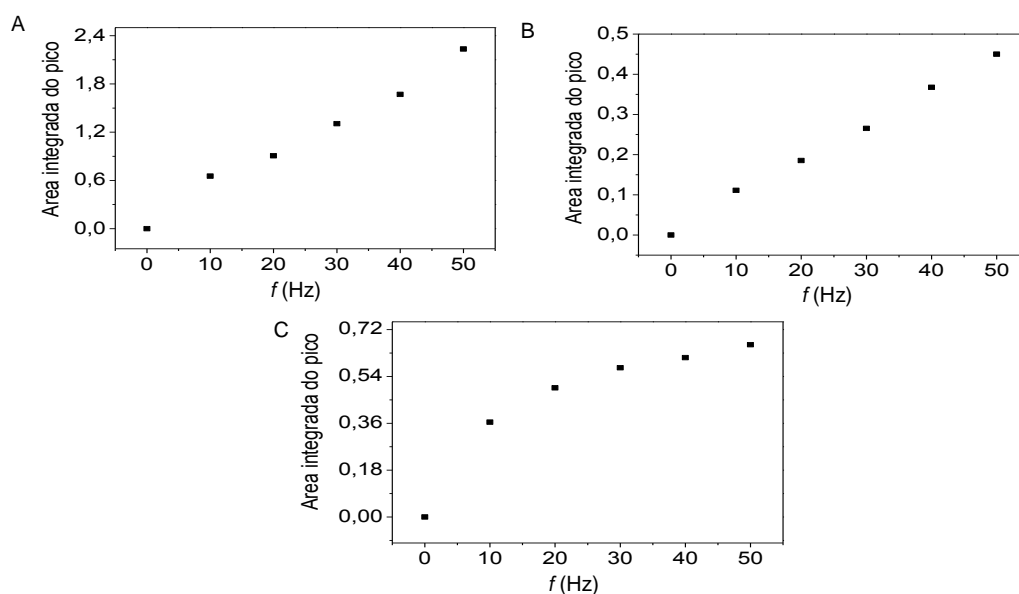 A
Area integrada do pico
2,4
1,8
1,2
0,6
0,0
0 10 20 30 40 50
f (Hz)
B
Area integrada do pico
0,5
0,4
0,3
0,2
0,1
0,0
0 10 20 30 40 50
f (Hz)
C
Area integrada do pico
0,72
0,54
0,36
0,18
0,00
0 10 20 30 40 50
f (Hz)